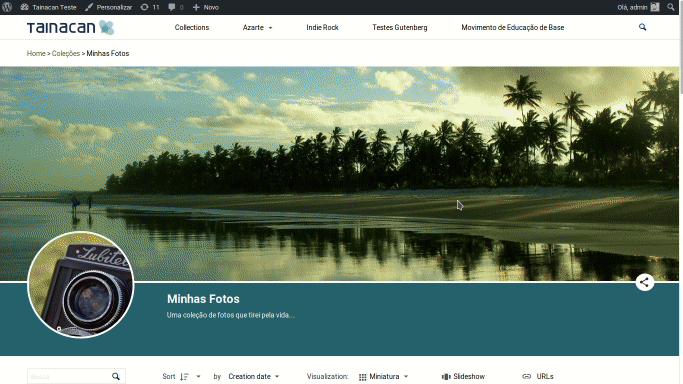 Tainacan Teste Personalizar 11 0 Novo Olá, admin
TAINACAN Collections Azarte Indie Rock Testes Gutenberg Movimento de Educação de Base
Home > Coleções > Minhas Fotos
Lubitel
Minhas Fotos
Uma coleção de fotos que tirei pela vida...
Busca Sort by Creation date Visualization: Miniatura Slideshow URLs